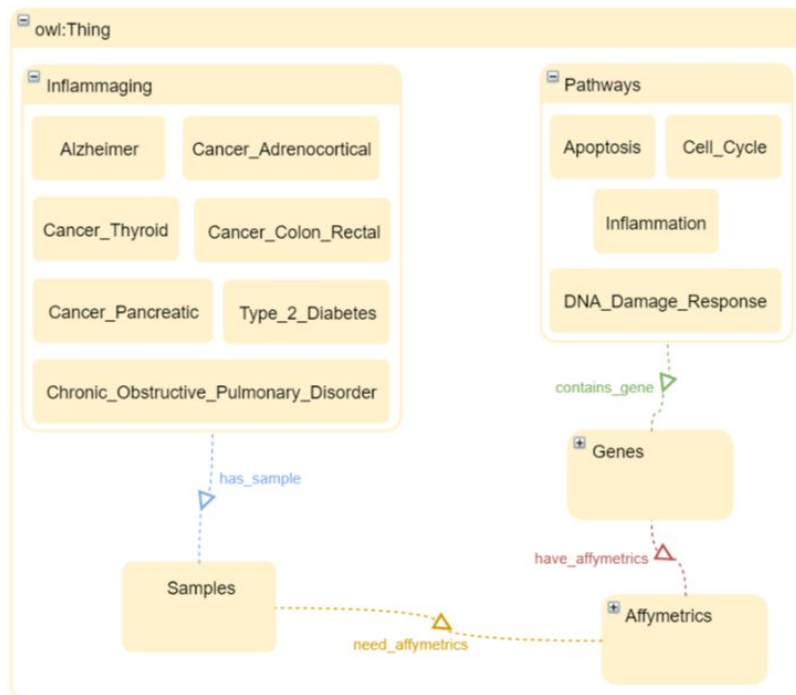 owl:Thing
Inflammaging
Alzheimer
Cancer_Adrenocortical
Cancer_Thyroid
Cancer_Colon_Rectal
Cancer_Pancreatic
Type_2_Diabetes
Chronic_Obstructive_Pulmonary_Disorder
Pathways
Apoptosis
Cell_Cycle
Inflammation
DNA_Damage_Response
contains_gene
Genes
has_sample
have_affymetrics
Samples
Affymetrics
need_affymetrics